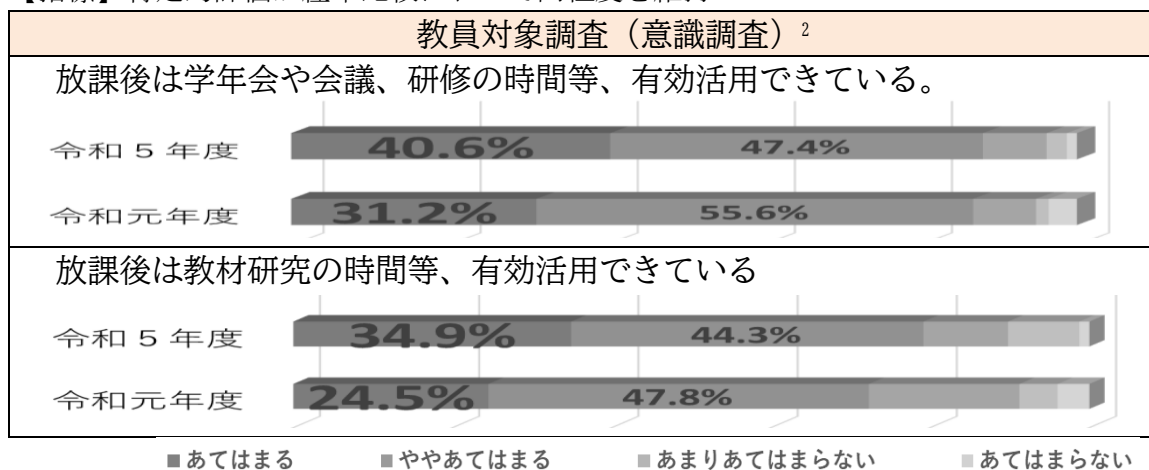 教員対象調査（意識調査）2
放課後は学年会や会議、研修の時間等、有効活用できている。
令和５年度 40.6% 47.4%
令和元年度 31.2% 55.6%
放課後は教材研究の時間等、有効活用できている
令和５年度 34.9% 44.3%
令和元年度 24.5% 47.8%
■あてはまる ■ややあてはまる ■あまりあてはまらない ■あてはまらない